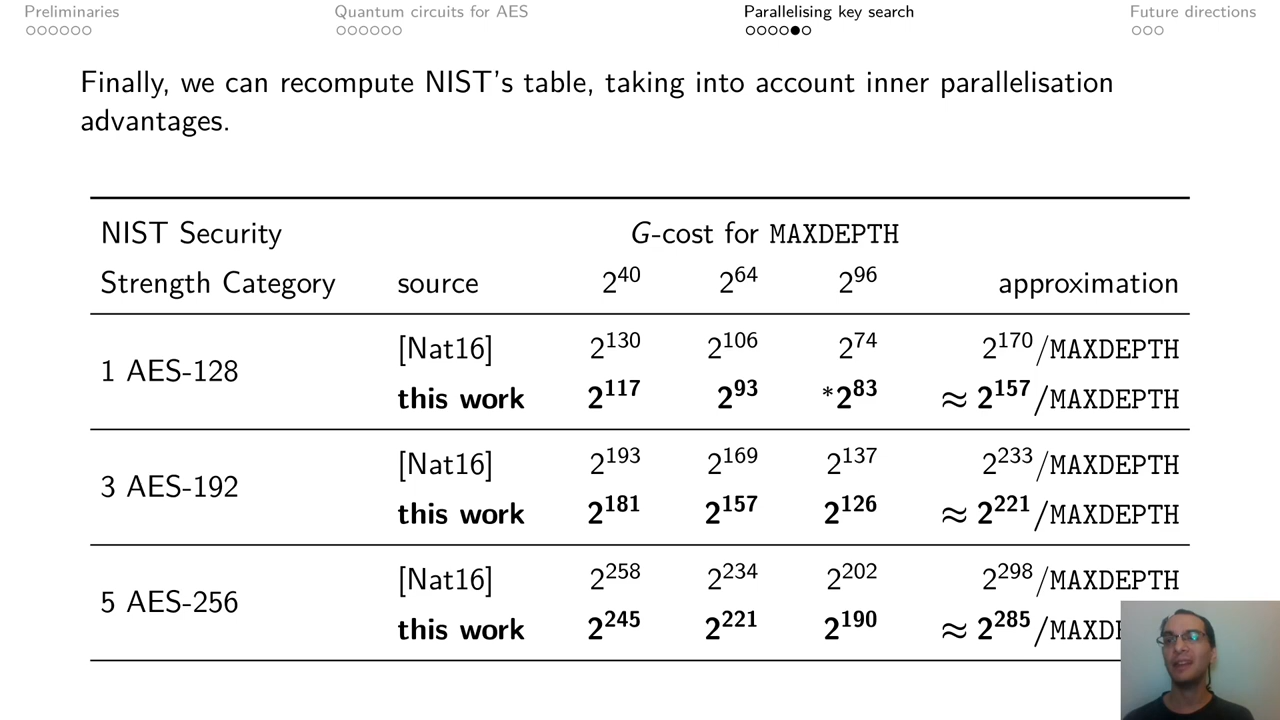 Preliminaries Quantum circuits for AES Parallelising key search Future directions
Finally, we can recompute NIST's table, taking into account inner parallelisation
advantages.
NIST Security G-cost for MAXDEPTH
Strength Category source 2^40 2^64 2^96 approximation
[Nat16] 2^130 2^106 2^74 2^170/MAXDEPTH
1 AES-128
this work 2^117 2^93 *2^83 ≈ 2^157/MAXDEPTH
[Nat16] 2^193 2^169 2^137 2^233/MAXDEPTH
3 AES-192
this work 2^181 2^157 2^126 ≈ 2^221/MAXDEPTH
[Nat16] 2^258 2^234 2^202 2^298/MAXDEPTH
5 AES-256
this work 2^245 2^221 2^190 ≈ 2^285/MAXD